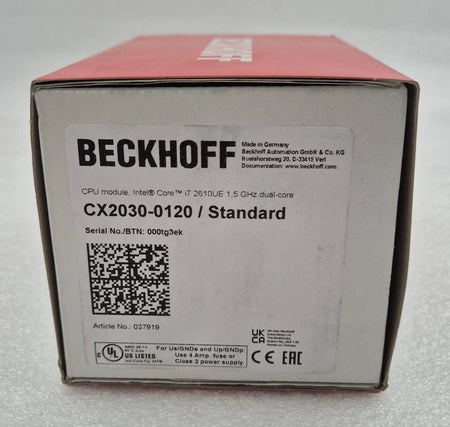 BECKHOFF
Made in Germany
Beckhoff Automation GmbH & Co. KG
Huelshorstweg 20, D-33415 Verl
Documentation: www.beckhoff.com
CPU module, Intel® Core™ i7 2610UE 1,5 GHz dual-core
CX2030-0120 / Standard
Serial No./BTN: 000tg3ek
Article No.: 037919
UL
US LISTED
For Us/GNDs and Up/GNDp:
Use 4 Amp. fuse or
Class 2 power supply
UK
CA
CE EAC